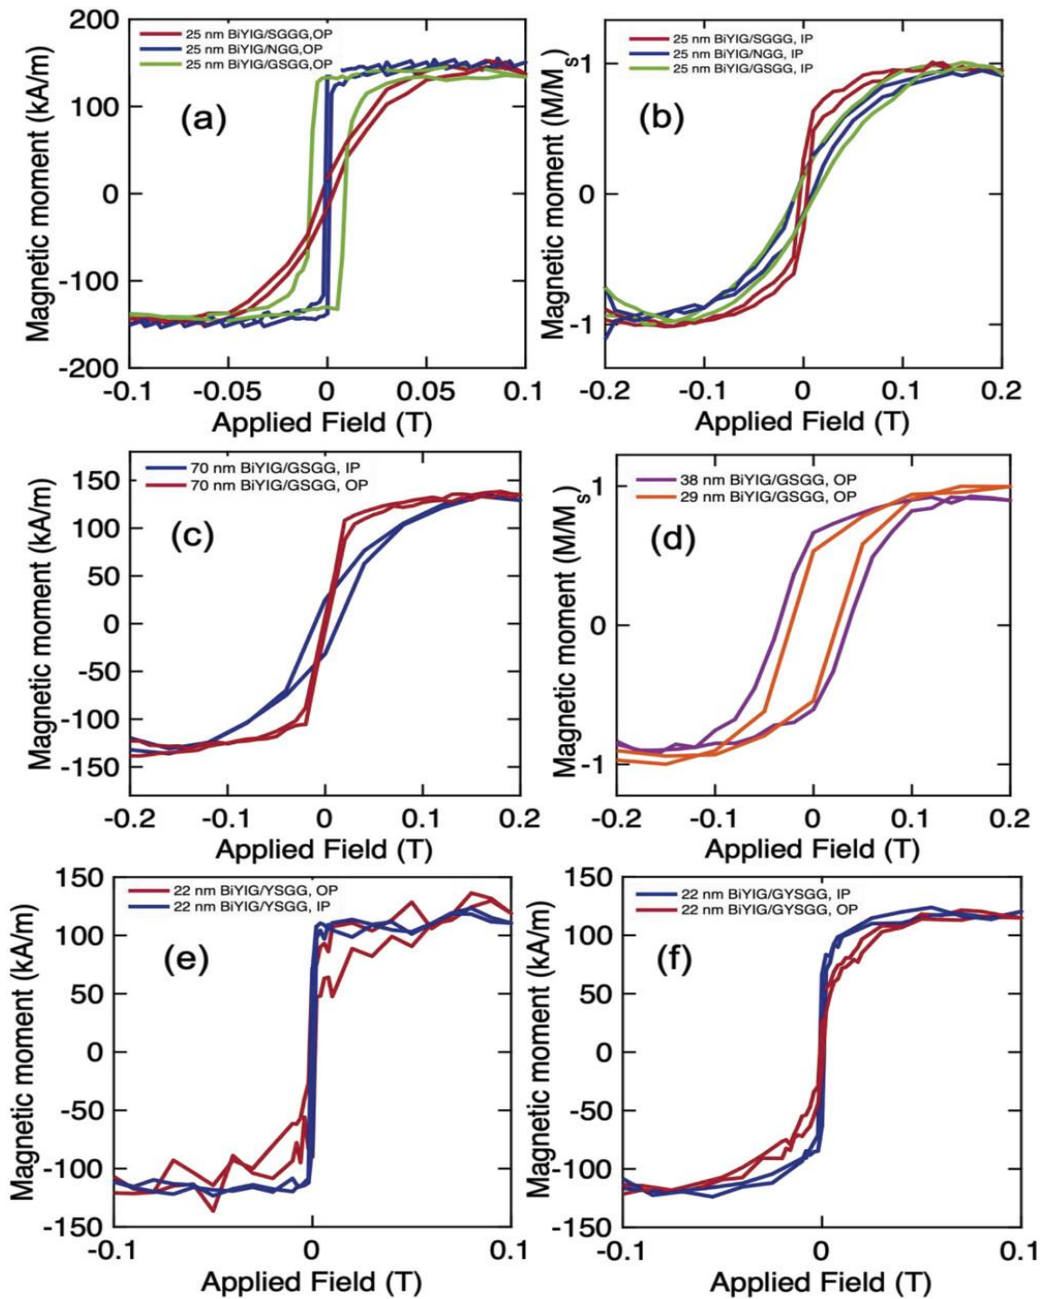 25 nm BiYIG/SGGG,OP
25 nm BiYIG/NGG,OP
25 nm BiYIG/GSGG,OP
(a)
Magnetic moment (kA/m)
200
100
0
-100
-200
-0.1 -0.05 0 0.05 0.1
Applied Field (T)
25 nm BiYIG/SGGG, IP
25 nm BiYIG/NGG, IP
25 nm BiYIG/GSGG, IP
(b)
Magnetic moment (M/Ms)
1
0
-1
-0.2 -0.1 0 0.1 0.2
Applied Field (T)
70 nm BiYIG/GSGG, IP
70 nm BiYIG/GSGG, OP
(c)
Magnetic moment (kA/m)
150
100
50
0
-50
-100
-150
-0.2 -0.1 0 0.1 0.2
Applied Field (T)
38 nm BiYIG/GSGG, OP
29 nm BiYIG/GSGG, OP
(d)
Magnetic moment (M/Ms)
1
0
-1
-0.2 -0.1 0 0.1 0.2
Applied Field (T)
22 nm BiYIG/YSGG, OP
22 nm BiYIG/YSGG, IP
(e)
Magnetic moment (kA/m)
150
100
50
0
-50
-100
-150
-0.1 0 0.1
Applied Field (T)
22 nm BiYIG/GYSGG, IP
22 nm BiYIG/GYSGG, OP
(f)
Magnetic moment (kA/m)
150
100
50
0
-50
-100
-150
-0.1 0 0.1
Applied Field (T)